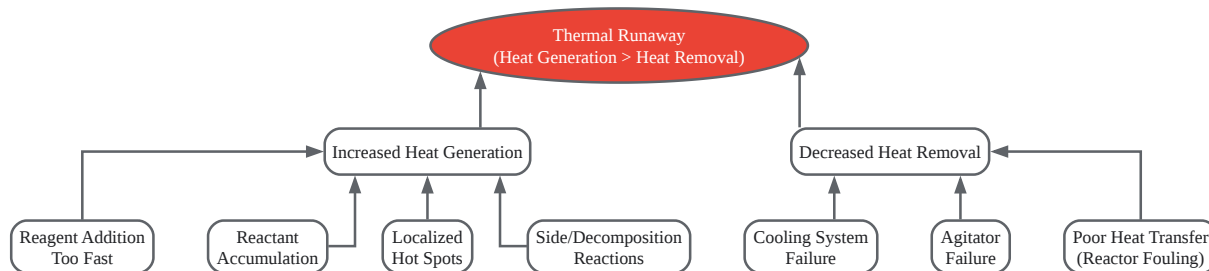 Thermal Runaway
(Heat Generation > Heat Removal)
Increased Heat Generation
Decreased Heat Removal
Reagent Addition
Too Fast
Reactant
Accumulation
Localized
Hot Spots
Side/Decomposition
Reactions
Cooling System
Failure
Agitator
Failure
Poor Heat Transfer
(Reactor Fouling)